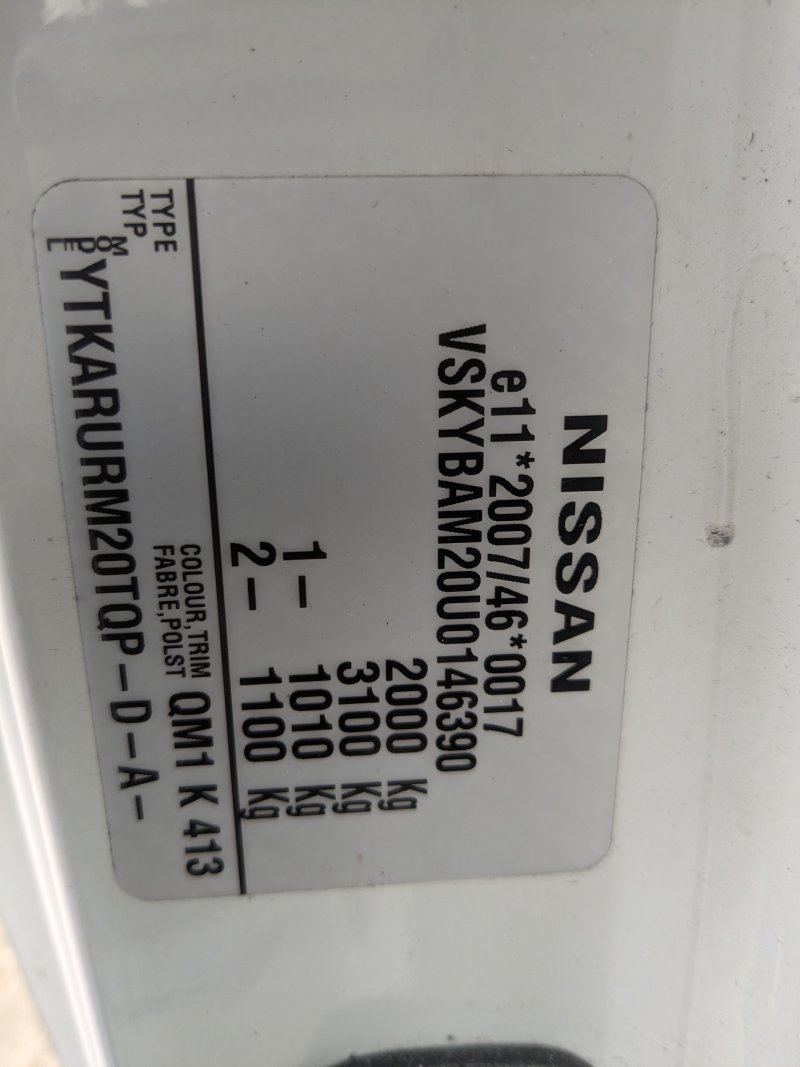 NISSAN
e11*2007/46*0017
VSKYBAM20U0146390
2000 Kg
3100 Kg
1- 1010 Kg
2- 1100 Kg
TYPE
TYP
COLOUR,TRIM
FABRE,POLST
QM1 K 413
MODEL
YTKARURM20TQP-D-A-